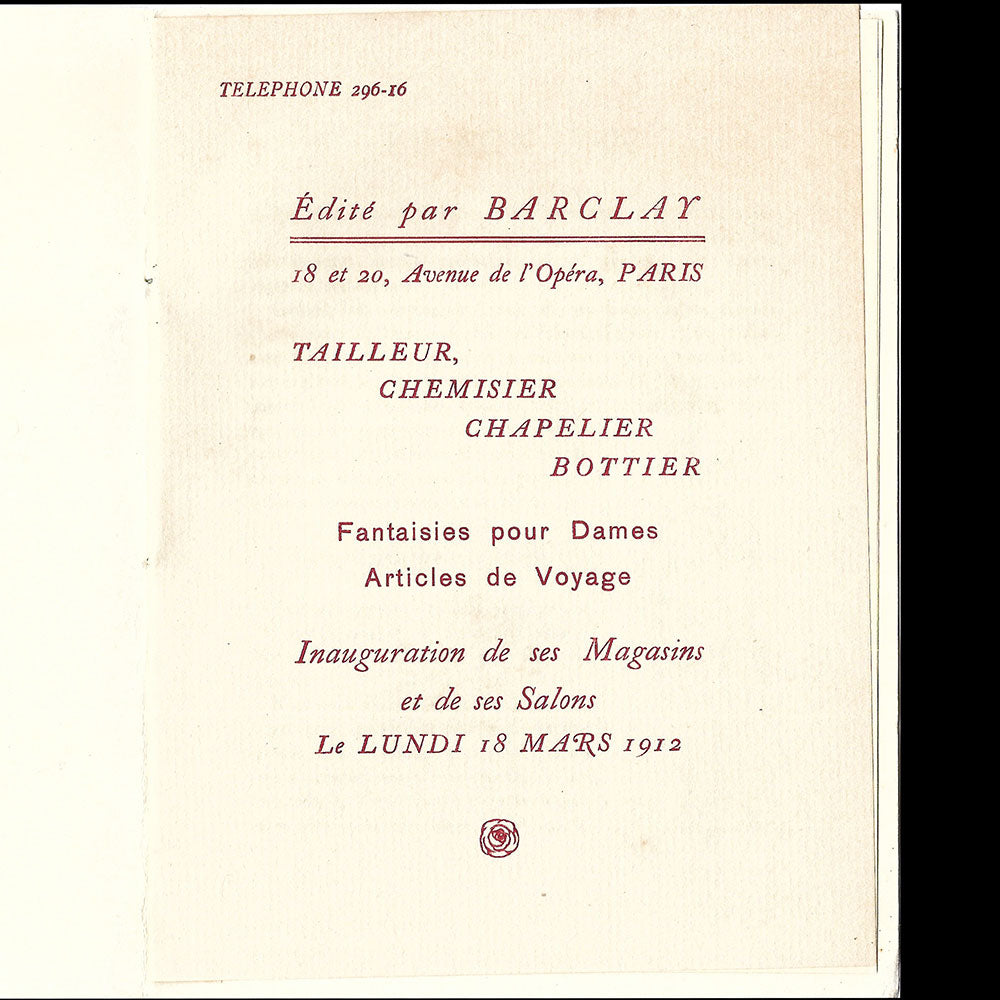 TELEPHONE 296-16
Édité par BARCLAY
18 et 20, Avenue de l'Opéra, PARIS
TAILLEUR,
CHEMISIER
CHAPELIER
BOTTIER
Fantaisies pour Dames
Articles de Voyage
Inauguration de ses Magasins
et de ses Salons
Le LUNDI 18 MARS 1912